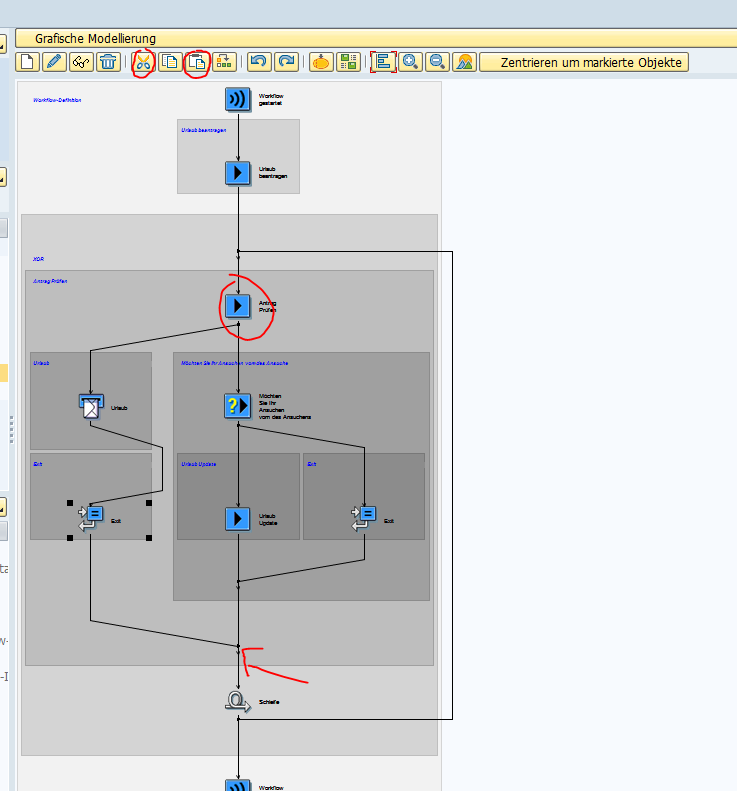 Grafische Modellierung
Zentrieren um markierte Objekte
Workflow-Definition
Workflow
gestartet
Urlaub beantragen
Urlaub
beantragen
XOR
Antrag Prüfen
Antrag
Prüfen
Urlaub
Möchten Sie Ihr Ansuchen vom des Ansuche
Urlaub
Möchten
Sie Ihr
Ansuchen
vom des Ansuchens
Exit
Urlaub Update
Exit
Exit
Urlaub
Update
Exit
Schleife
Workflow